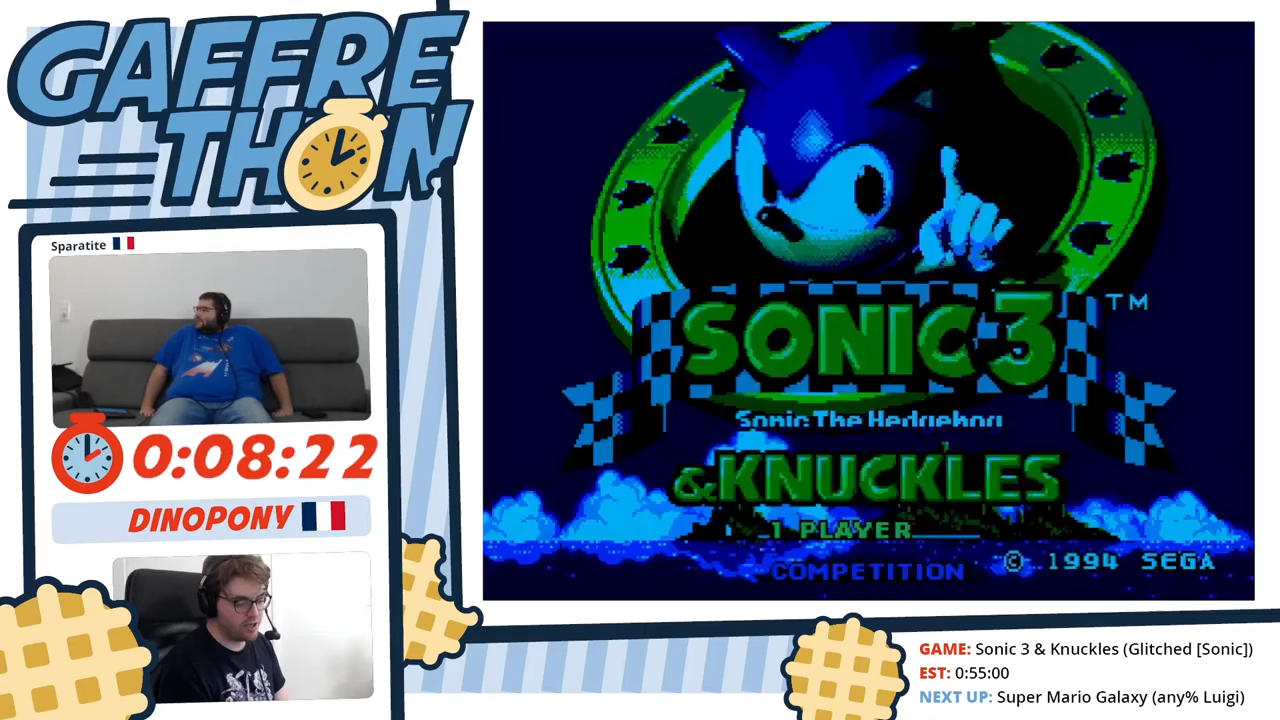 GAFFRE
THON
Sparatite
0:08:22
DINOPONY
SONIC 3
TM
Sonic The Hedgehog
& KNUCKLES
1 PLAYER
COMPETITION
© 1994 SEGA
GAME: Sonic 3 & Knuckles (Glitched [Sonic])
EST: 0:55:00
NEXT UP: Super Mario Galaxy (any% Luigi)